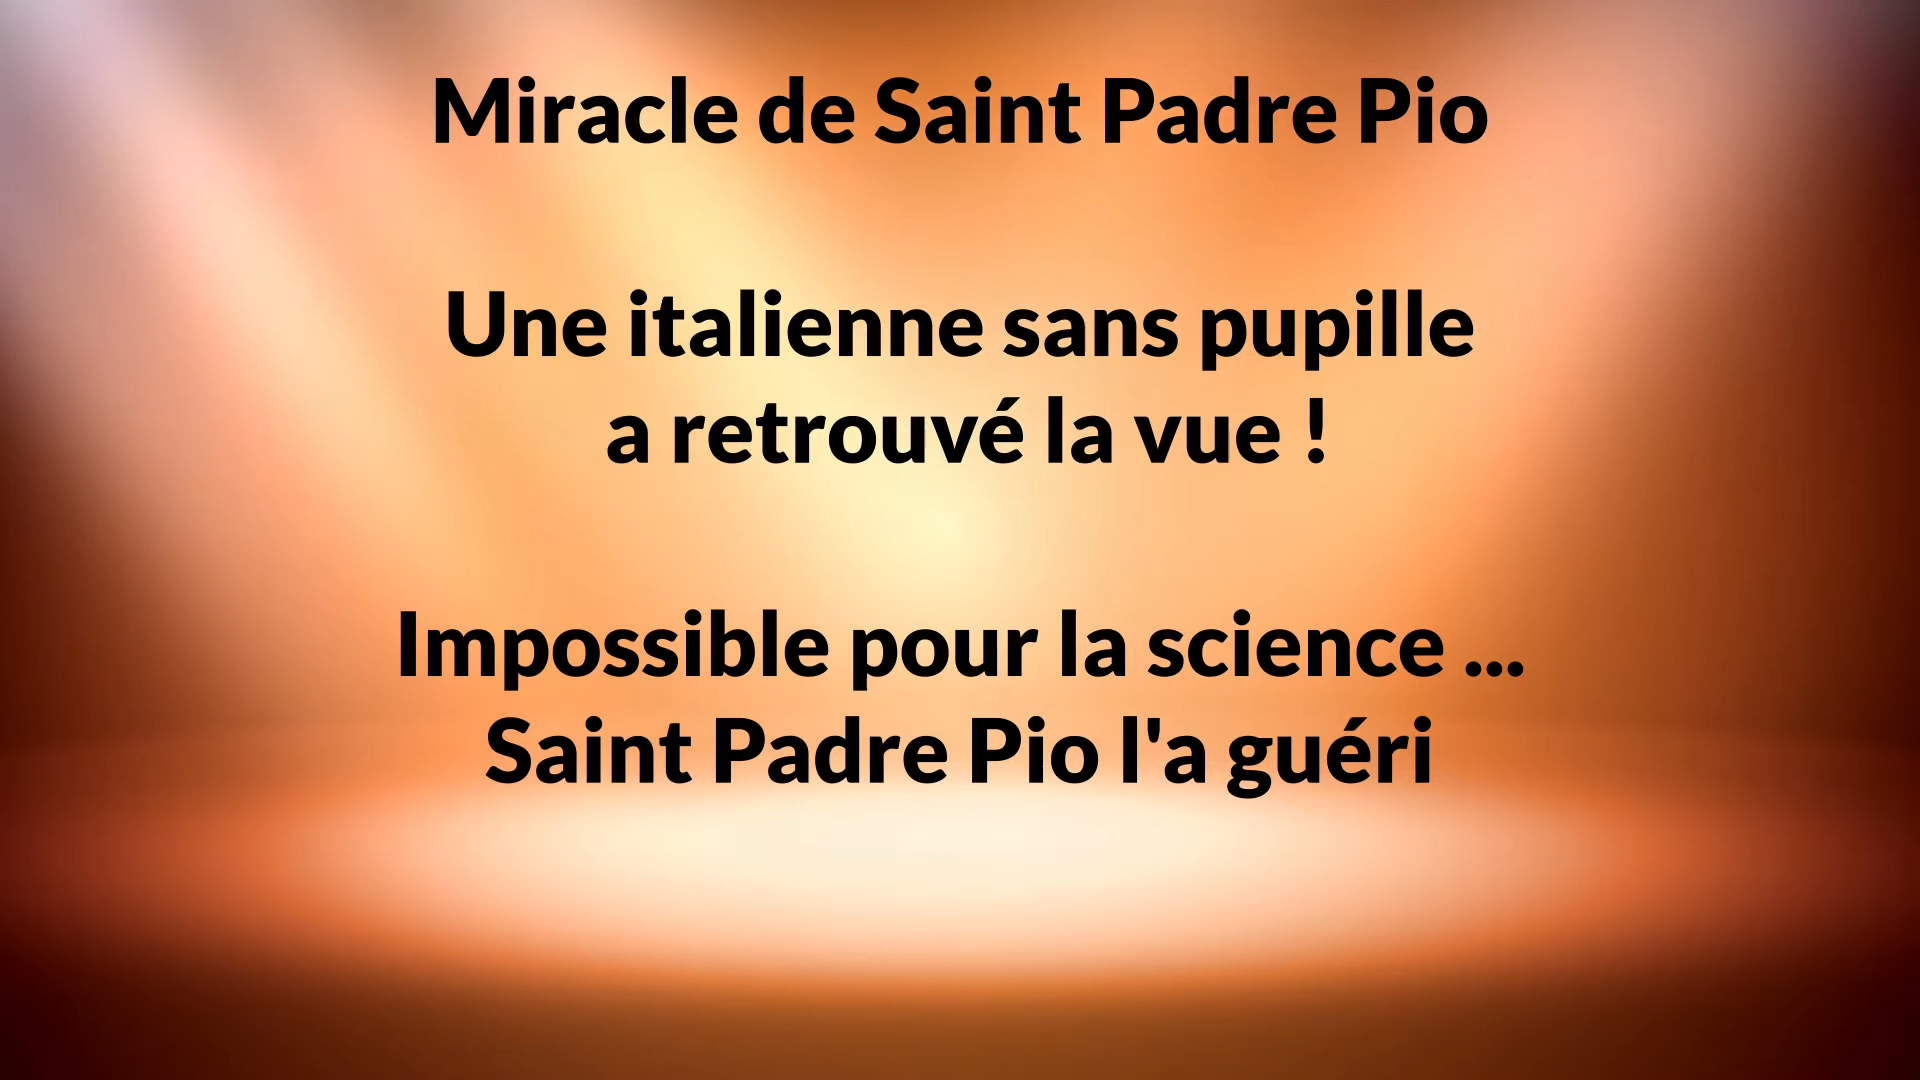 Miracle de Saint Padre Pio
Une italienne sans pupille
a retrouvé la vue !
Impossible pour la science ...
Saint Padre Pio l'a guéri